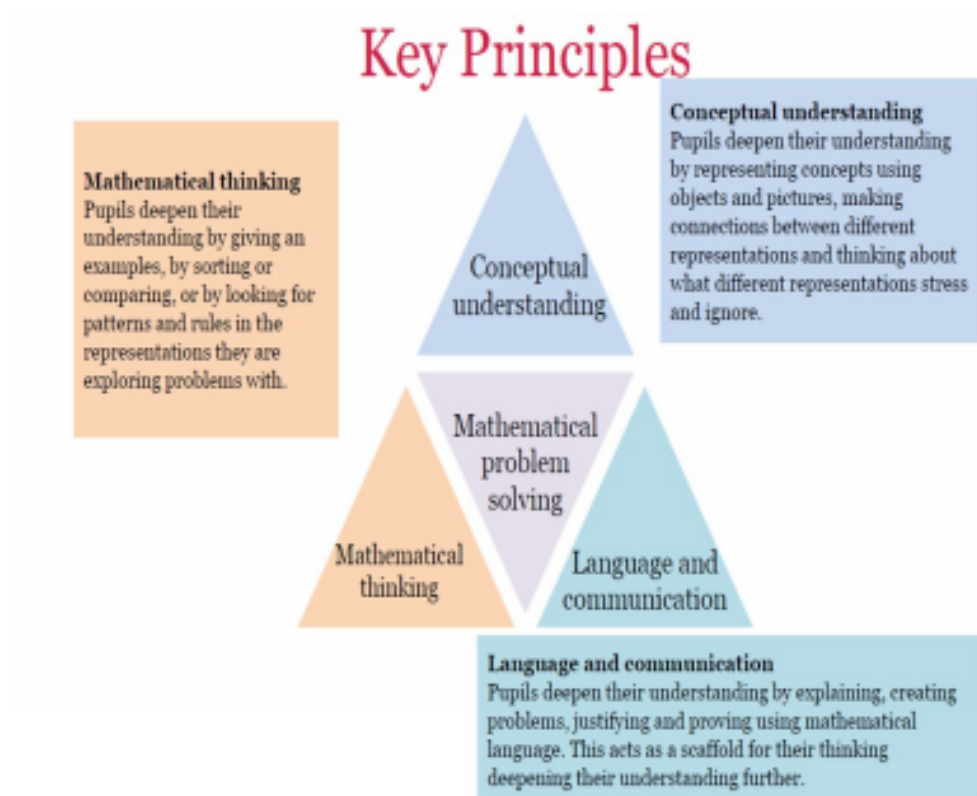 Key Principles
Mathematical thinking
Pupils deepen their
understanding by giving an
examples, by sorting or
comparing, or by looking for
patterns and rules in the
representations they are
exploring problems with.
Conceptual understanding
Pupils deepen their understanding
by representing concepts using
objects and pictures, making
connections between different
representations and thinking about
what different representations stress
and ignore.
Conceptual
understanding
Mathematical
problem
solving
Mathematical
thinking
Language and
communication
Language and communication
Pupils deepen their understanding by explaining, creating
problems, justifying and proving using mathematical
language. This acts as a scaffold for their thinking
deepening their understanding further.